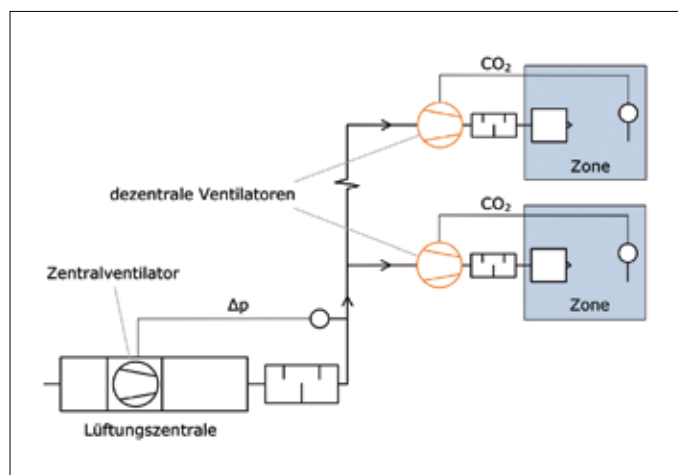 CO₂
Zone
dezentrale Ventilatoren
CO₂
Zentralventilator
Δp
Zone
Lüftungszentrale